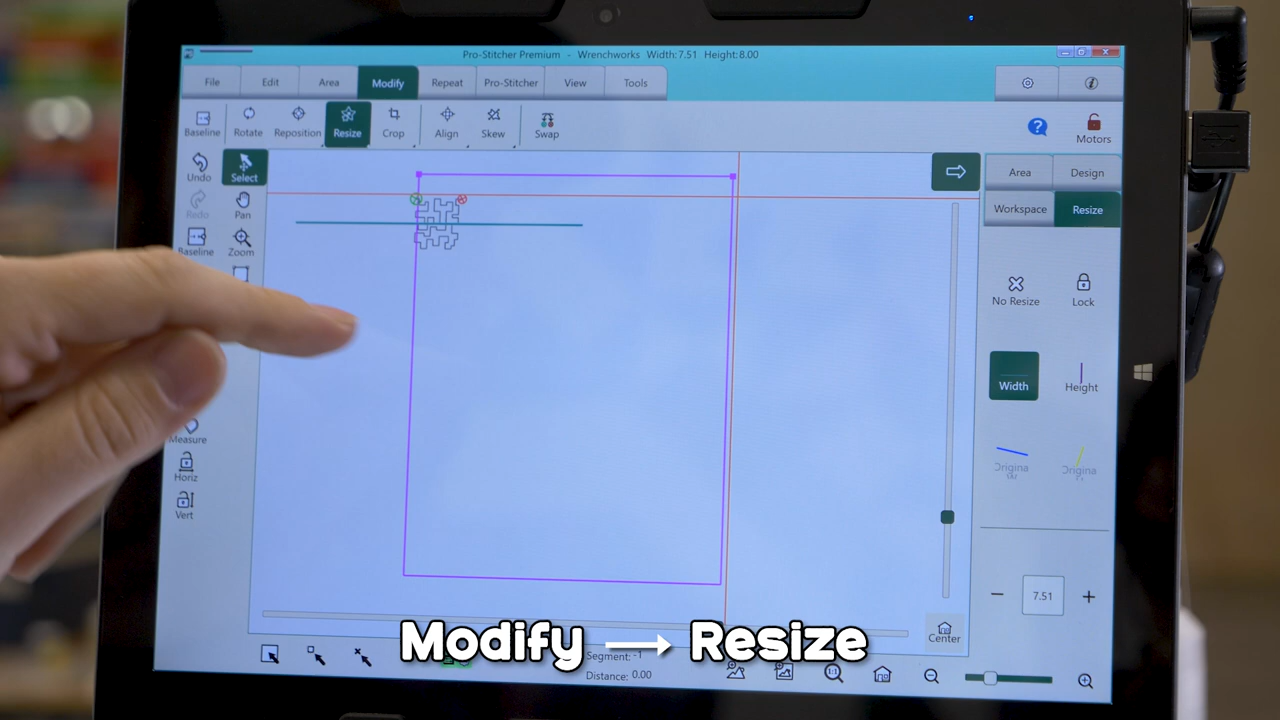 Pro-Stitcher Premium - Wrenchworks Width:7.51 Height:8.00
File Edit Area Modify Repeat Pro-Stitcher View Tools
Baseline Rotate Reposition Resize Crop Align Skew Swap Motors
Undo Select Area Design
Redo Pan Workspace Resize
Baseline Zoom
No Resize Lock
Width Height
Measure
Horiz
Vert
7.51
Center
Modify → Resize
Segment: -1
Distance: 0.00